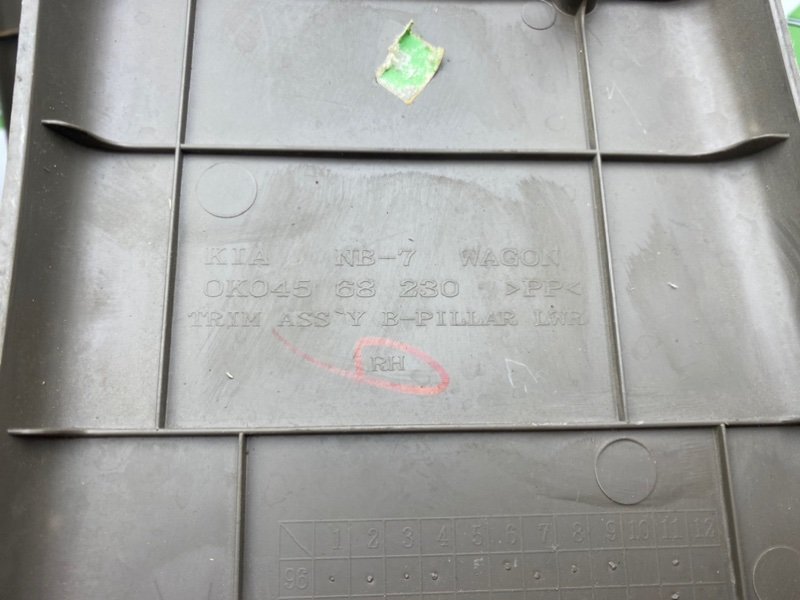 KIA NB-7 WAGON
0K045 68 230 >PP<
TRIM ASS'Y B-PILLAR LWR
RH
1 2 3 4 5 6 7 8 9 10 11 12
96